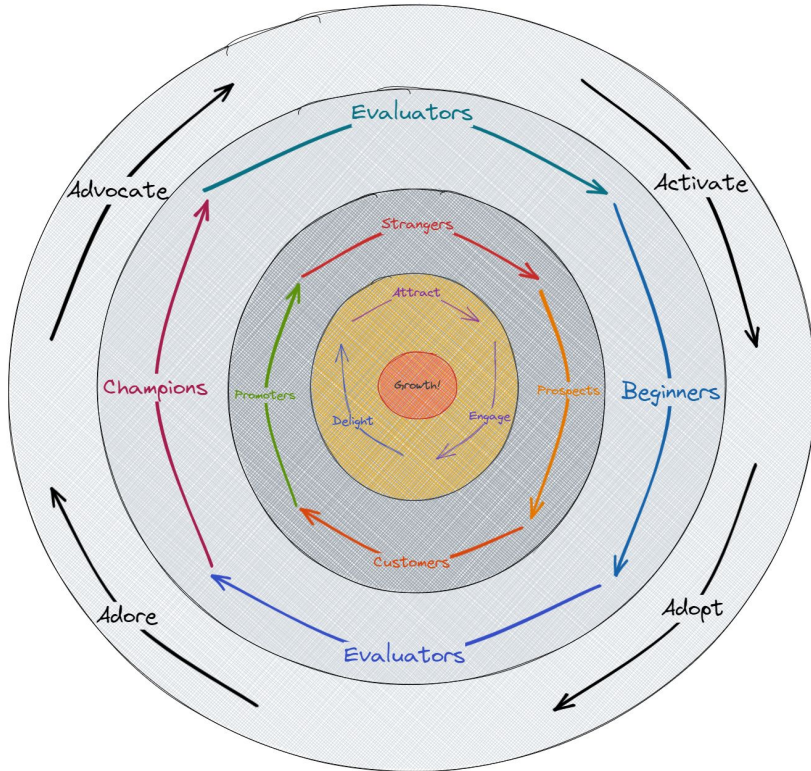 Evaluators
Advocate
Activate
Strangers
Attract
Champions
Promoters
Growth!
Prospects
Beginners
Delight
Engage
Customers
Adore
Adopt
Evaluators